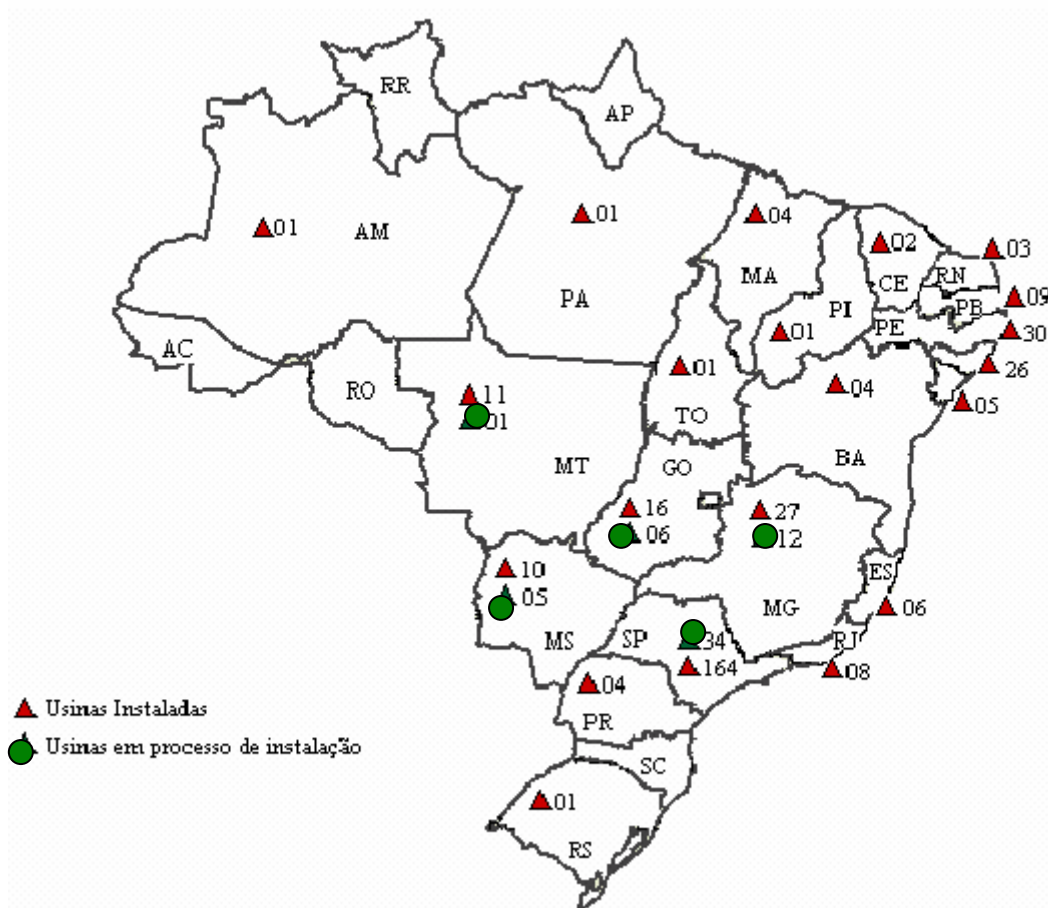 RR
AP
01
AM
01
PA
04
MA
02
CE
03
RN
09
PB
PI
01
PE
30
26
05
AC
RO
11
01
MT
01
TO
04
BA
GO
16
06
27
12
MG
ES
06
10
05
MS
SP
34
164
RJ
08
04
PR
SC
01
RS
Usinas Instaladas
Usinas em processo de instalação